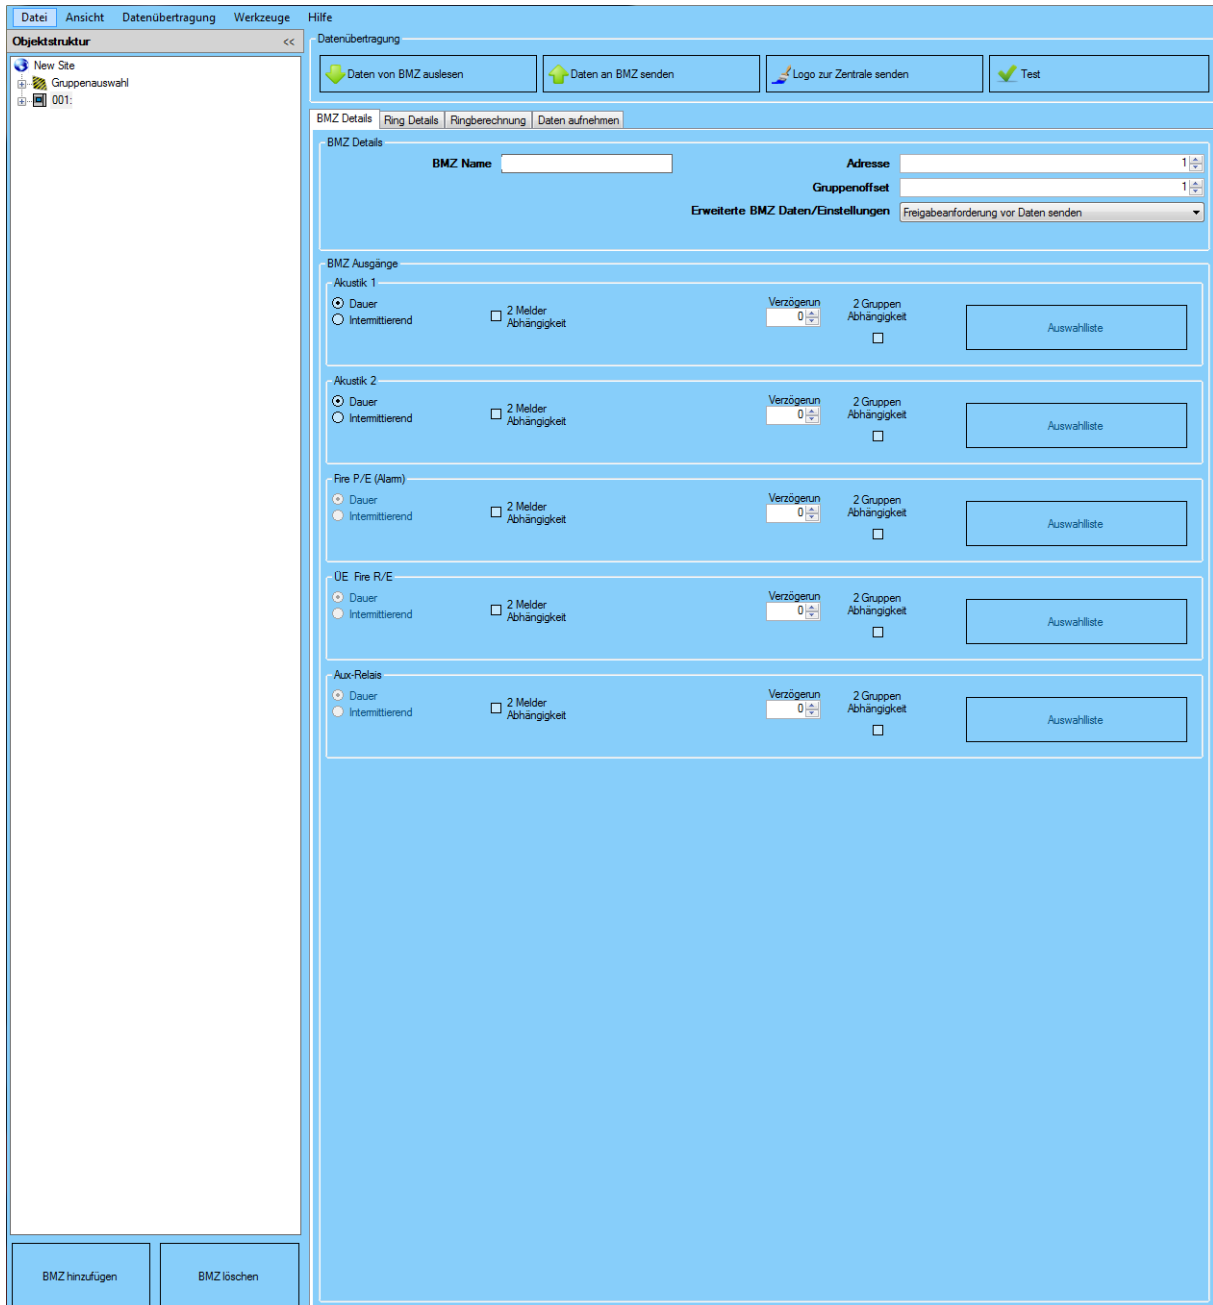 Datei Ansicht Datenübertragung Werkzeuge Hilfe
Objektstruktur <<
New Site
Gruppenauswahl
001:
BMZ hinzufügen BMZ löschen
Datenübertragung
Daten von BMZ auslesen Daten an BMZ senden Logo zur Zentrale senden Test
BMZ Details Ring Details Ringberechnung Daten aufnehmen
BMZ Details
BMZ Name Adresse 1
Gruppenoffset 1
Erweiterte BMZ Daten/Einstellungen Freigabeanforderung vor Daten senden
BMZ Ausgänge
Akustik 1
Dauer
Intermittierend
2 Melder
Abhängigkeit
Verzögerun
0
2 Gruppen
Abhängigkeit
Auswahlliste
Akustik 2
Dauer
Intermittierend
2 Melder
Abhängigkeit
Verzögerun
0
2 Gruppen
Abhängigkeit
Auswahlliste
Fire P/E (Alarm)
Dauer
Intermittierend
2 Melder
Abhängigkeit
Verzögerun
0
2 Gruppen
Abhängigkeit
Auswahlliste
ÜE Fire R/E
Dauer
Intermittierend
2 Melder
Abhängigkeit
Verzögerun
0
2 Gruppen
Abhängigkeit
Auswahlliste
Aux-Relais
Dauer
Intermittierend
2 Melder
Abhängigkeit
Verzögerun
0
2 Gruppen
Abhängigkeit
Auswahlliste